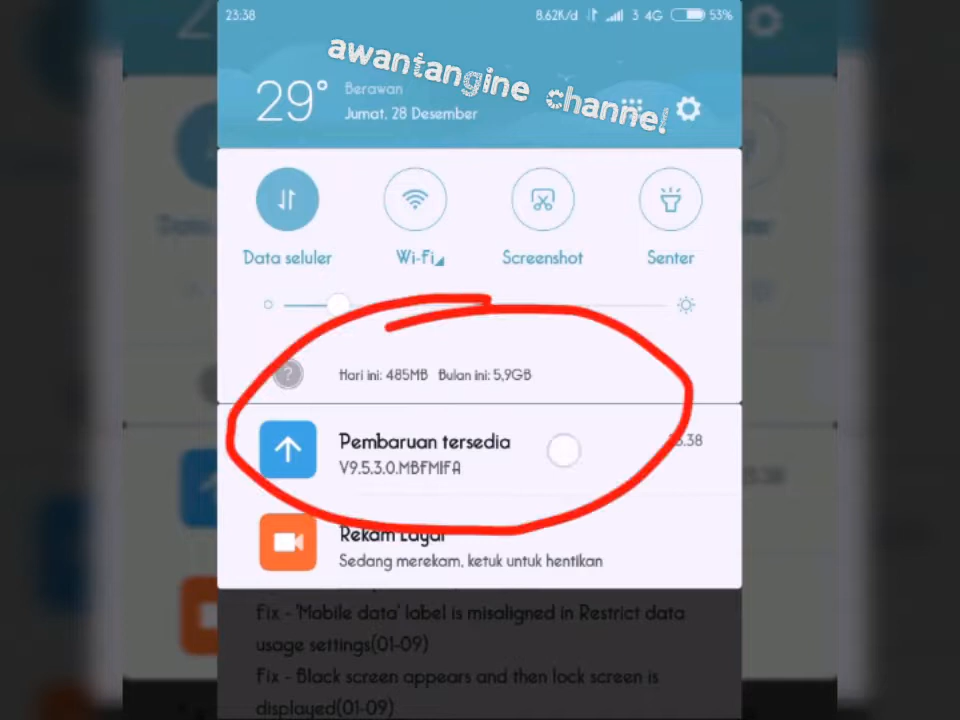 23:38
8.62K/d 3 4G 53%
awantangine channel
29° Berawan
Jumat, 28 Desember
Data seluler Wi-Fi Screenshot Senter
? Hari ini: 485MB Bulan ini: 5,9GB
Pembaruan tersedia 23.38
V9.5.3.0.MBFMIFA
Rekam Layar
Sedang merekam, ketuk untuk hentikan
Fix - 'Mobile data' label is misaligned in Restrict data
usage settings(01-09)
Fix - Black screen appears and then lock screen is
displayed(01-09)